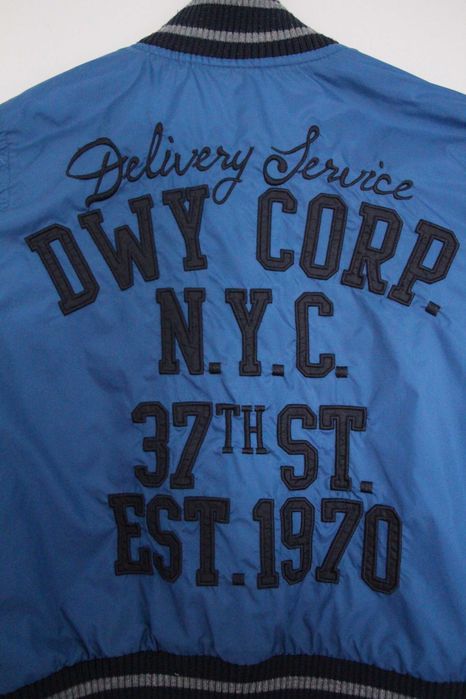 Delivery Service
DWY CORP.
N.Y.C.
37TH ST.
EST.1970